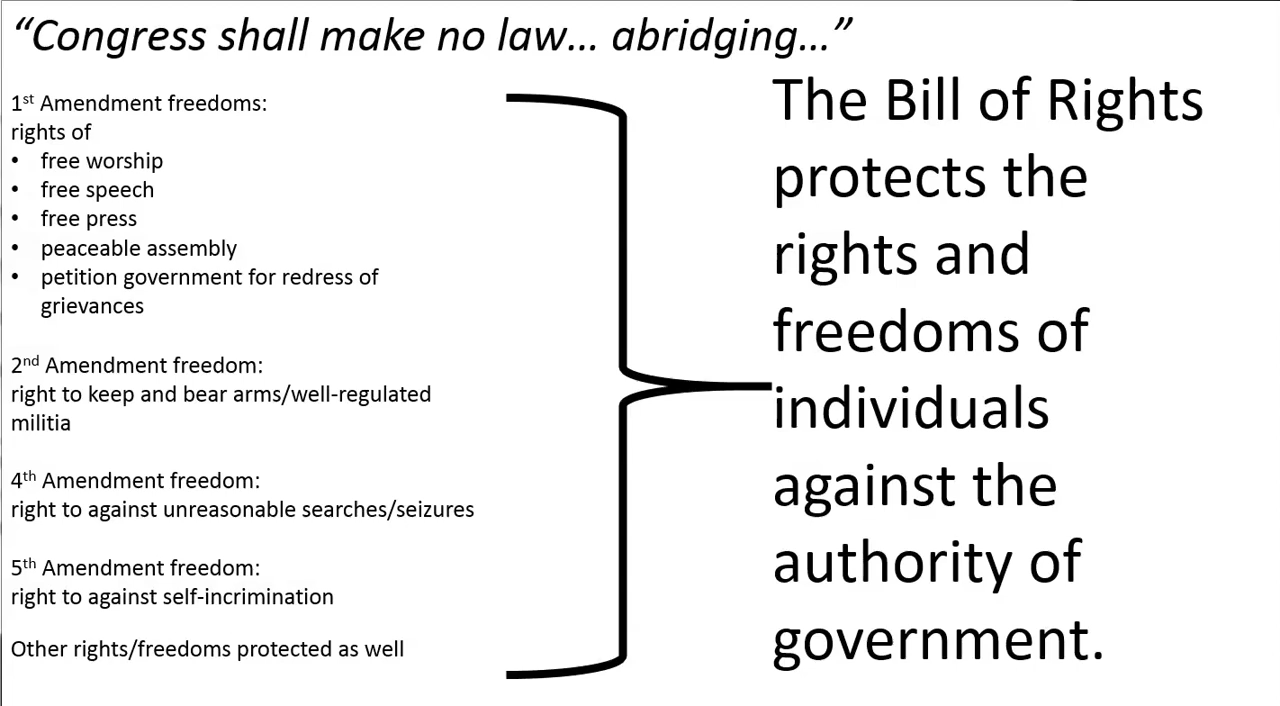 “Congress shall make no law... abridging...”
1st Amendment freedoms:
rights of
• free worship
• free speech
• free press
• peaceable assembly
• petition government for redress of
grievances
2nd Amendment freedom:
right to keep and bear arms/well-regulated
militia
4th Amendment freedom:
right to against unreasonable searches/seizures
5th Amendment freedom:
right to against self-incrimination
Other rights/freedoms protected as well
The Bill of Rights
protects the
rights and
freedoms of
individuals
against the
authority of
government.